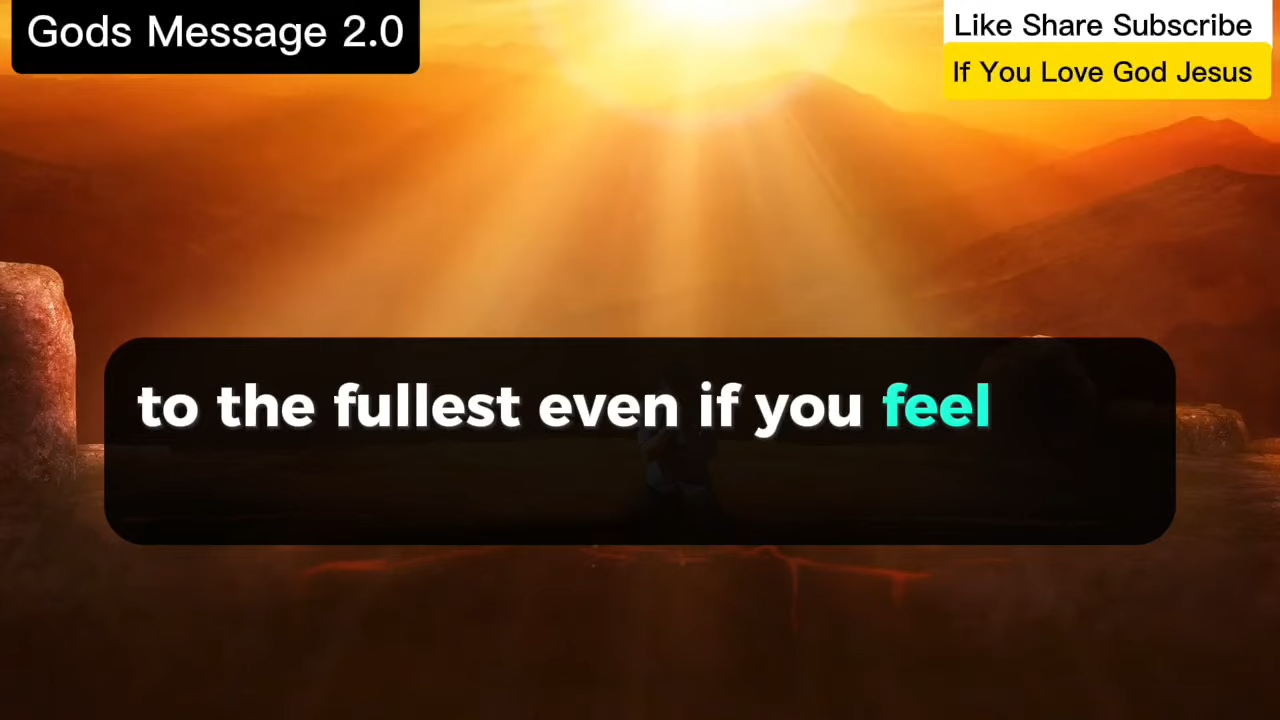 Gods Message 2.0
Like Share Subscribe
If You Love God Jesus
to the fullest even if you feel